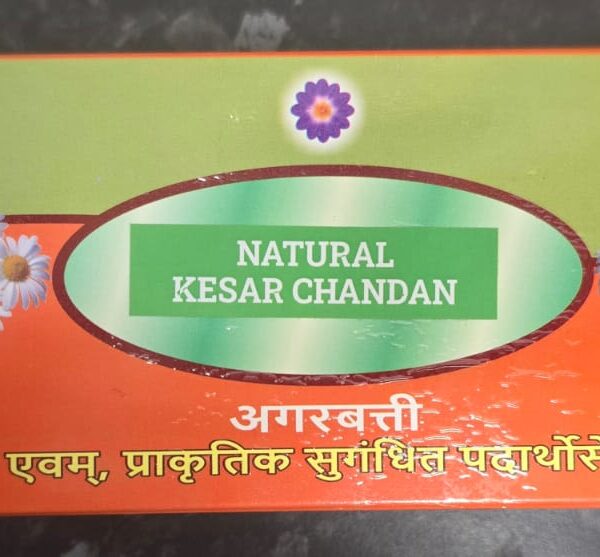 NATURAL
KESAR CHANDAN
अगरबत्ती
एवम्, प्राकृतिक सुगंधित पदार्थोसे